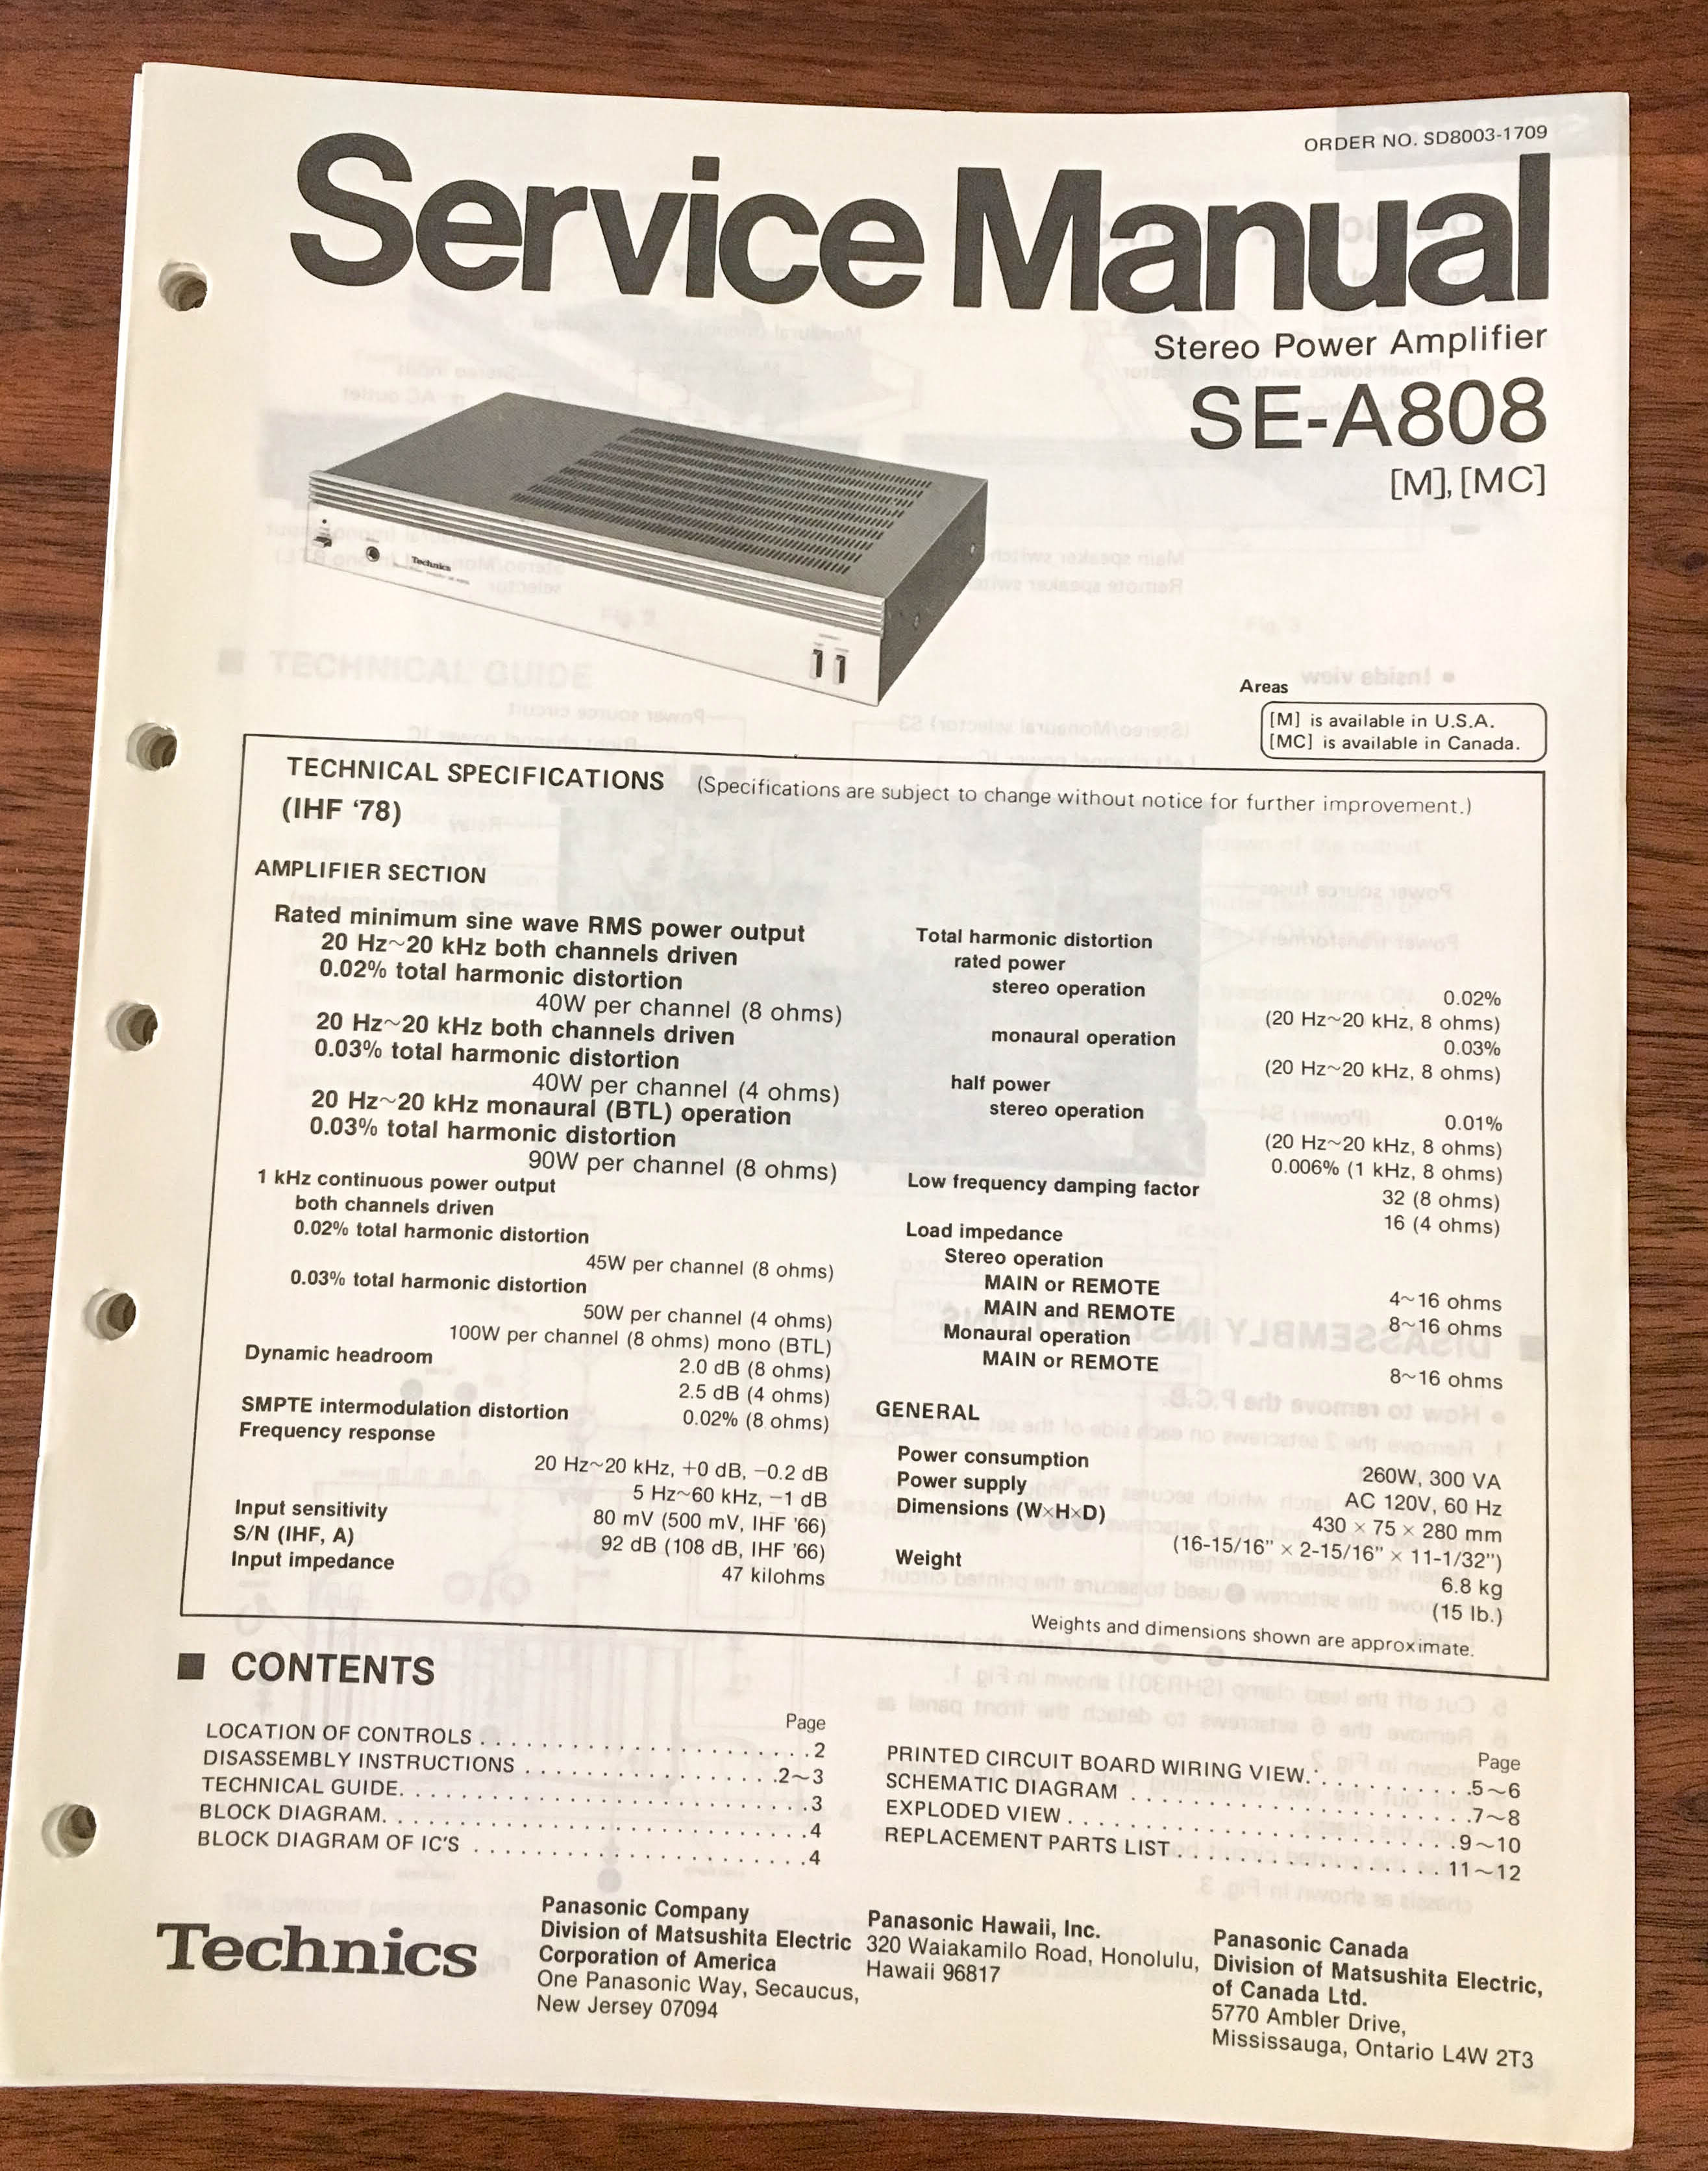 ORDER NO. SD8003-1709
Service Manual
Stereo Power Amplifier
SE-A808
[M], [MC]
Technics
Areas
[M] is available in U.S.A.
[MC] is available in Canada.
TECHNICAL SPECIFICATIONS (Specifications are subject to change without notice for further improvement.)
(IHF '78)
AMPLIFIER SECTION
Rated minimum sine wave RMS power output
20 Hz~20 kHz both channels driven
0.02% total harmonic distortion
40W per channel (8 ohms)
20 Hz~20 kHz both channels driven
0.03% total harmonic distortion
40W per channel (4 ohms)
20 Hz~20 kHz monaural (BTL) operation
0.03% total harmonic distortion
90W per channel (8 ohms)
1 kHz continuous power output
both channels driven
0.02% total harmonic distortion
45W per channel (8 ohms)
0.03% total harmonic distortion
50W per channel (4 ohms)
100W per channel (8 ohms) mono (BTL)
Dynamic headroom 2.0 dB (8 ohms)
2.5 dB (4 ohms)
SMPTE intermodulation distortion 0.02% (8 ohms)
Frequency response
20 Hz~20 kHz, +0 dB, −0.2 dB
5 Hz~60 kHz, −1 dB
Input sensitivity 80 mV (500 mV, IHF '66)
S/N (IHF, A) 92 dB (108 dB, IHF '66)
Input impedance 47 kilohms
Total harmonic distortion
rated power
stereo operation 0.02%
(20 Hz~20 kHz, 8 ohms)
monaural operation 0.03%
(20 Hz~20 kHz, 8 ohms)
half power
stereo operation 0.01%
(20 Hz~20 kHz, 8 ohms)
0.006% (1 kHz, 8 ohms)
Low frequency damping factor 32 (8 ohms)
16 (4 ohms)
Load impedance
Stereo operation
MAIN or REMOTE 4~16 ohms
MAIN and REMOTE 8~16 ohms
Monaural operation
MAIN or REMOTE 8~16 ohms
GENERAL
Power consumption 260W, 300 VA
Power supply AC 120V, 60 Hz
Dimensions (W×H×D) 430 × 75 × 280 mm
(16-15/16" × 2-15/16" × 11-1/32")
Weight 6.8 kg
(15 lb.)
Weights and dimensions shown are approximate.
■ CONTENTS
Page
LOCATION OF CONTROLS . . . . . . . . . . . . . . . . . . . . . 2
DISASSEMBLY INSTRUCTIONS . . . . . . . . . . . . . . . . 2~3
TECHNICAL GUIDE. . . . . . . . . . . . . . . . . . . . . . . . . . 3
BLOCK DIAGRAM. . . . . . . . . . . . . . . . . . . . . . . . . . . 4
BLOCK DIAGRAM OF IC'S . . . . . . . . . . . . . . . . . . . . . 4
Page
PRINTED CIRCUIT BOARD WIRING VIEW. . . . . . . . . . . 5~6
SCHEMATIC DIAGRAM . . . . . . . . . . . . . . . . . . . . . . 7~8
EXPLODED VIEW . . . . . . . . . . . . . . . . . . . . . . . . . . 9~10
REPLACEMENT PARTS LIST . . . . . . . . . . . . . . . . . 11~12
Technics
Panasonic Company
Division of Matsushita Electric
Corporation of America
One Panasonic Way, Secaucus,
New Jersey 07094
Panasonic Hawaii, Inc.
320 Waiakamilo Road, Honolulu,
Hawaii 96817
Panasonic Canada
Division of Matsushita Electric,
of Canada Ltd.
5770 Ambler Drive,
Mississauga, Ontario L4W 2T3